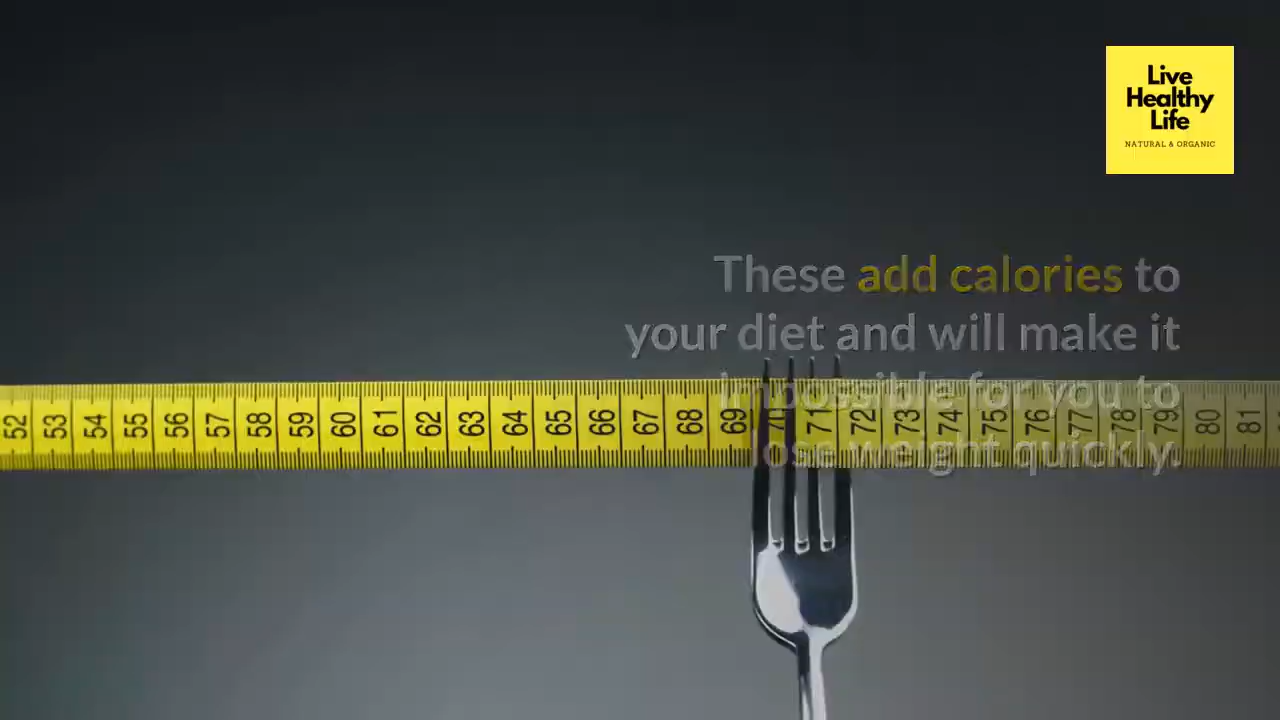 Live
Healthy
Life
NATURAL & ORGANIC
These add calories to
your diet and will make it
impossible for you to
lose weight quickly.
52 53 54 55 56 57 58 59 60 61 62 63 64 65 66 67 68 69 70 71 72 73 74 75 76 77 78 79 80 81